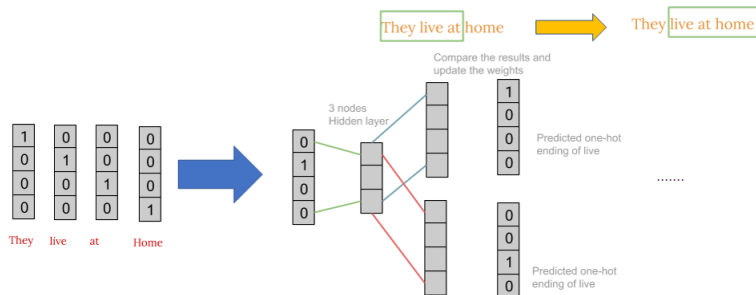 They live at home
They live at home
Compare the results and
update the weights
3 nodes
Hidden layer
1 0 0 0
0 1 0 0
0 0 1 0
0 0 0 1
They live at Home
0
1
0
0
1
0
0
0
Predicted one-hot
ending of live
.......
0
0
1
0
Predicted one-hot
ending of live